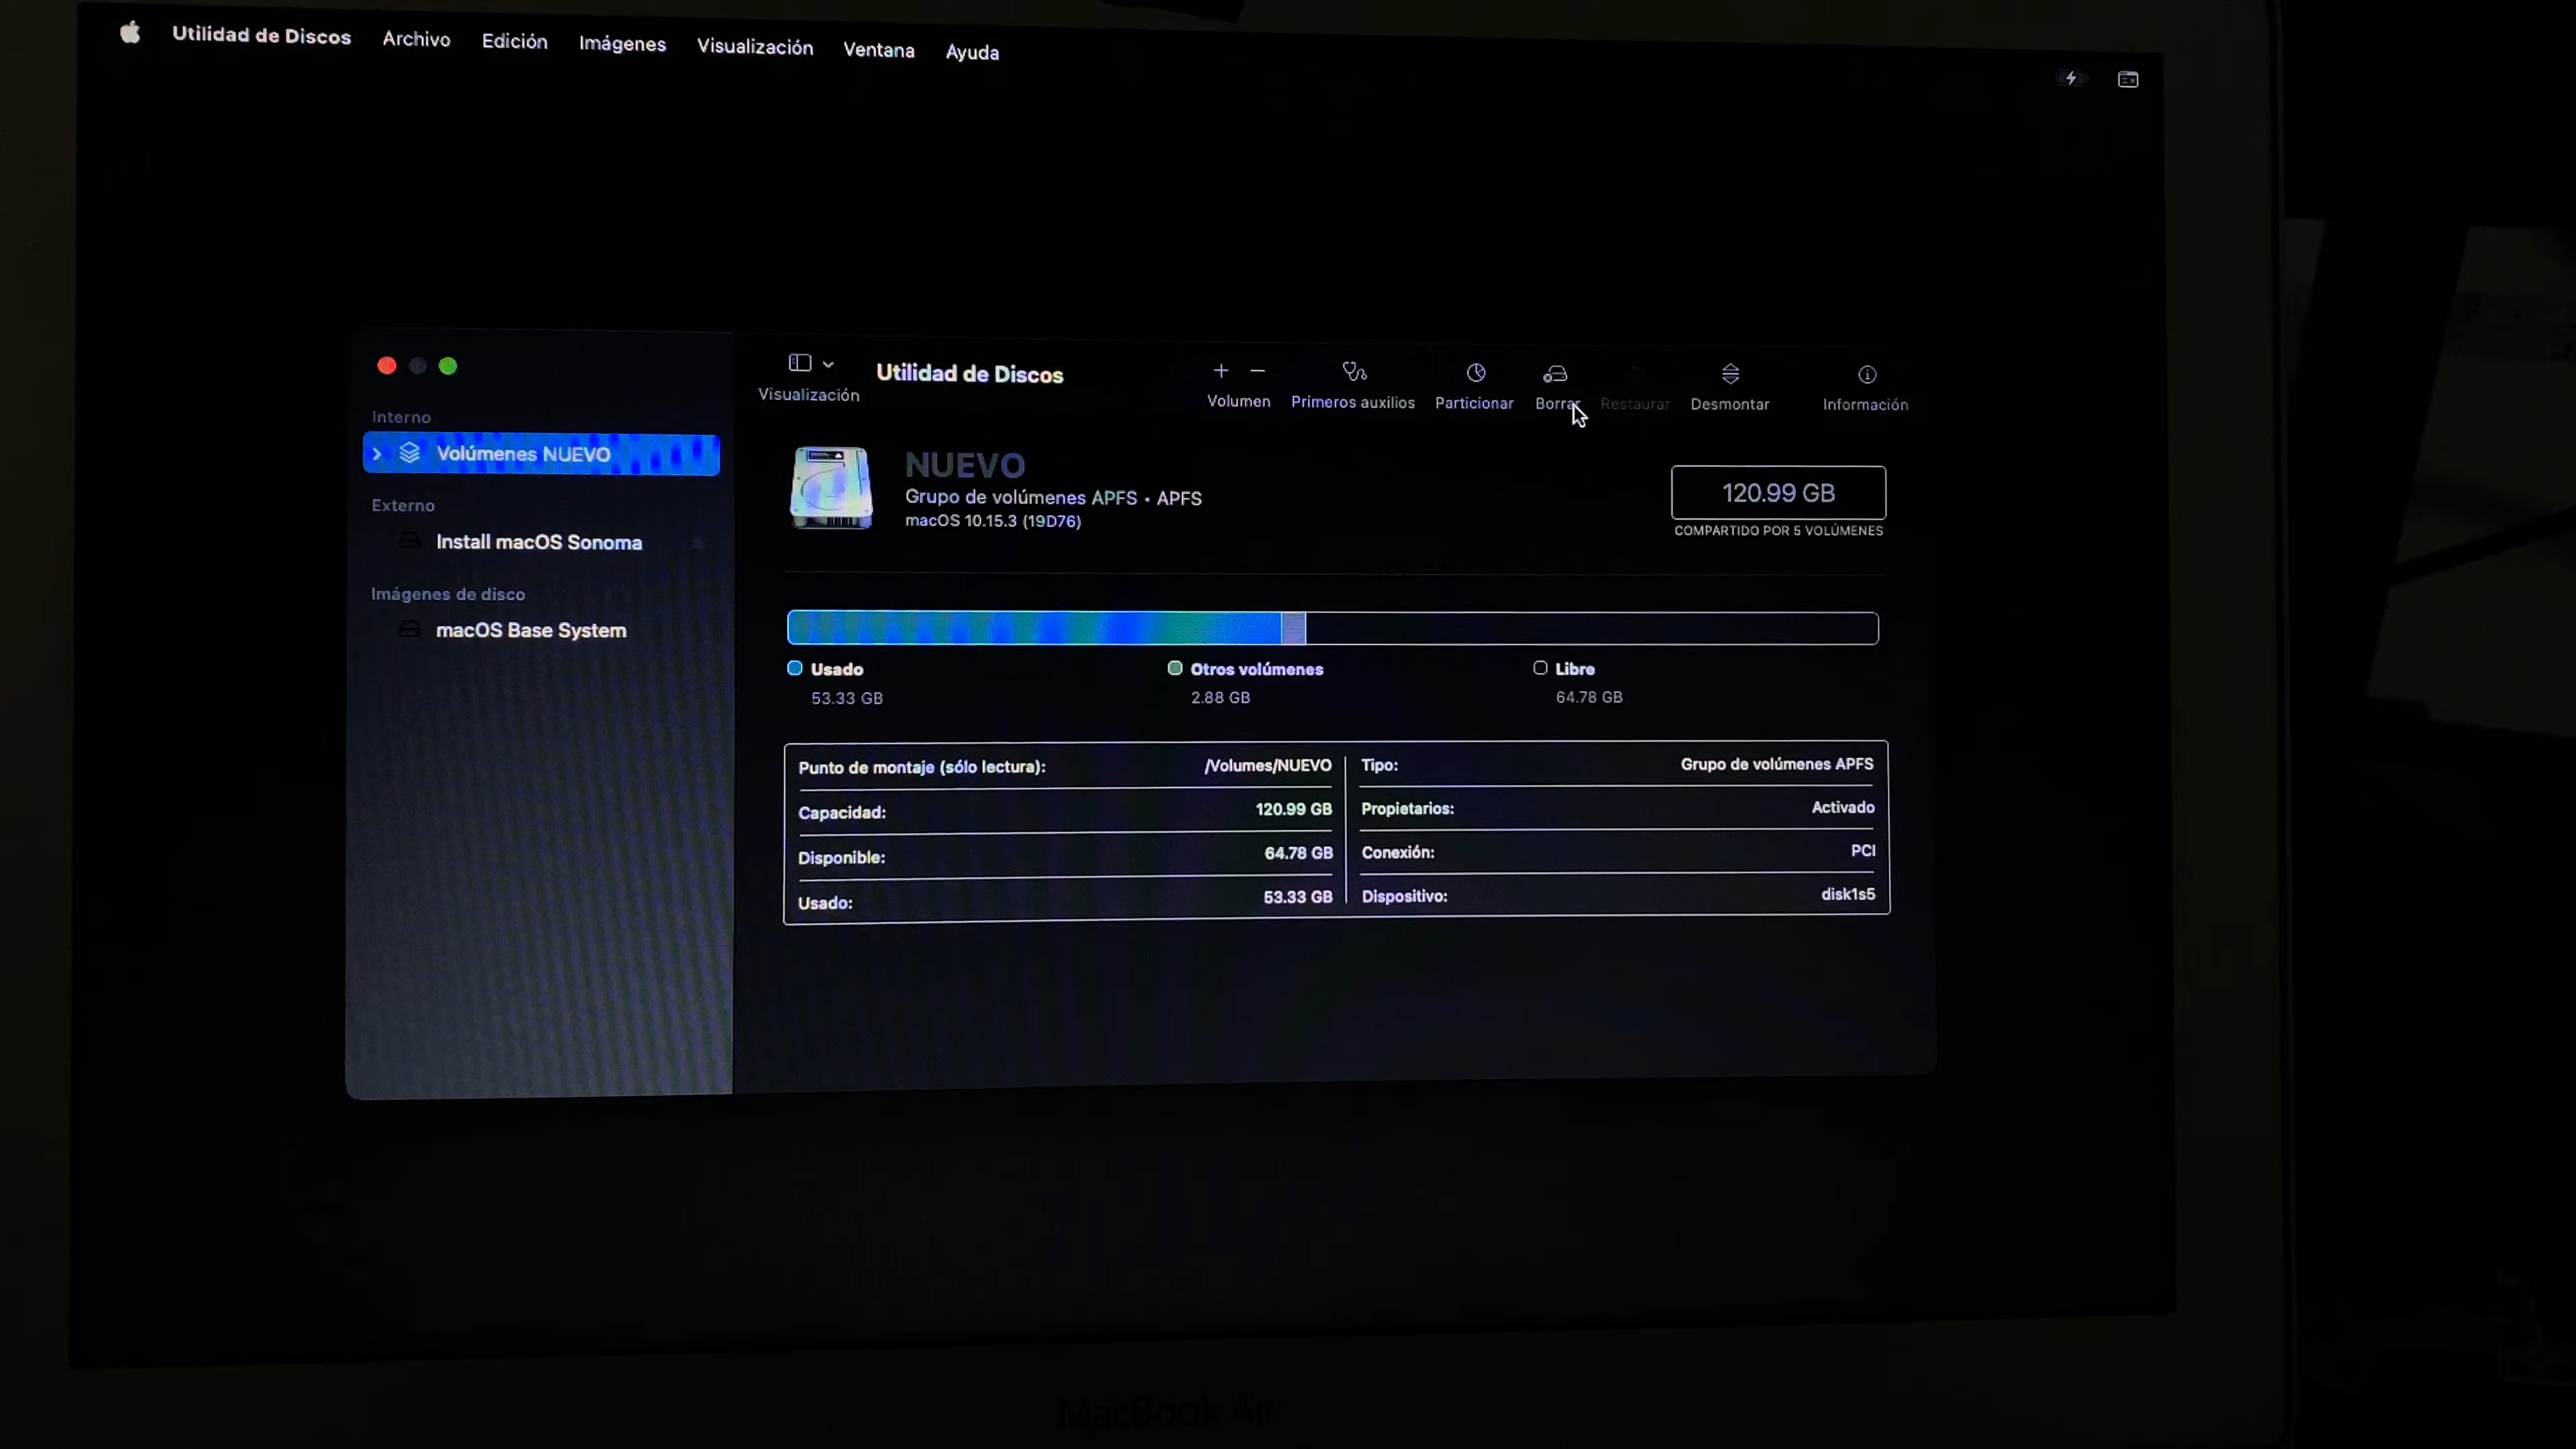 Utilidad de Discos Archivo Edición Imágenes Visualización Ventana Ayuda
Visualización
Utilidad de Discos
Volumen
Primeros auxilios
Particionar
Borrar
Restaurar
Desmontar
Información
Interno
Volúmenes NUEVO
Externo
Install macOS Sonoma
Imágenes de disco
macOS Base System
NUEVO
Grupo de volúmenes APFS • APFS
macOS 10.15.3 (19D76)
120.99 GB
COMPARTIDO POR 5 VOLÚMENES
Usado
53.33 GB
Otros volúmenes
2.88 GB
Libre
64.78 GB
Punto de montaje (sólo lectura): /Volumes/NUEVO
Capacidad: 120.99 GB
Disponible: 64.78 GB
Usado: 53.33 GB
Tipo: Grupo de volúmenes APFS
Propietarios: Activado
Conexión: PCI
Dispositivo: disk1s5
MacBook Air